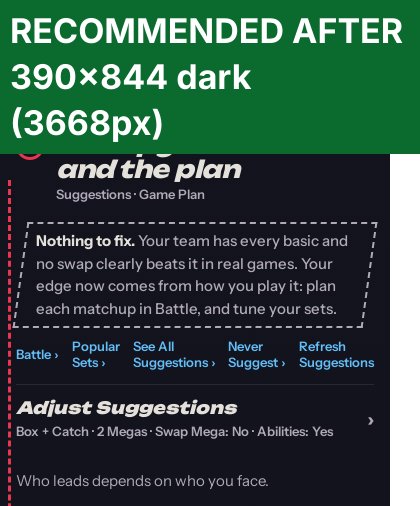 RECOMMENDED AFTER
390×844 dark
(3668px)
and the plan
Suggestions · Game Plan
Nothing to fix. Your team has every basic and
no swap clearly beats it in real games. Your
edge now comes from how you play it: plan
each matchup in Battle, and tune your sets.
Battle ›
Popular
Sets ›
See All
Suggestions ›
Never
Suggest ›
Refresh
Suggestions
Adjust Suggestions
Box + Catch · 2 Megas · Swap Mega: No · Abilities: Yes
›
Who leads depends on who you face.